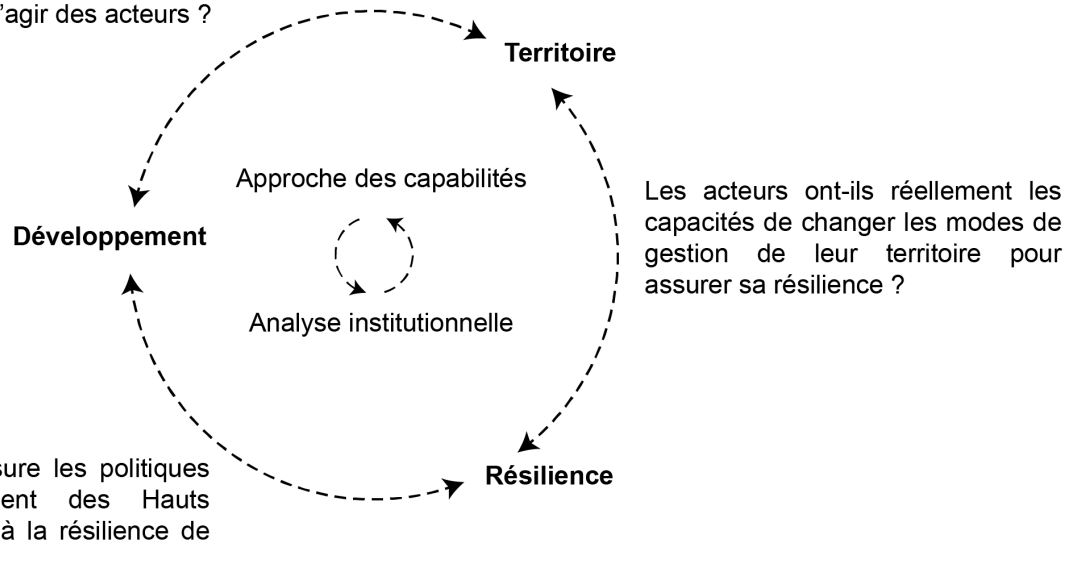 'agir des acteurs ?
Territoire
Approche des capabilités
Les acteurs ont-ils réellement les
capacités de changer les modes de
gestion de leur territoire pour
assurer sa résilience ?
Développement
Analyse institutionnelle
sure les politiques
ent des Hauts
à la résilience de
Résilience